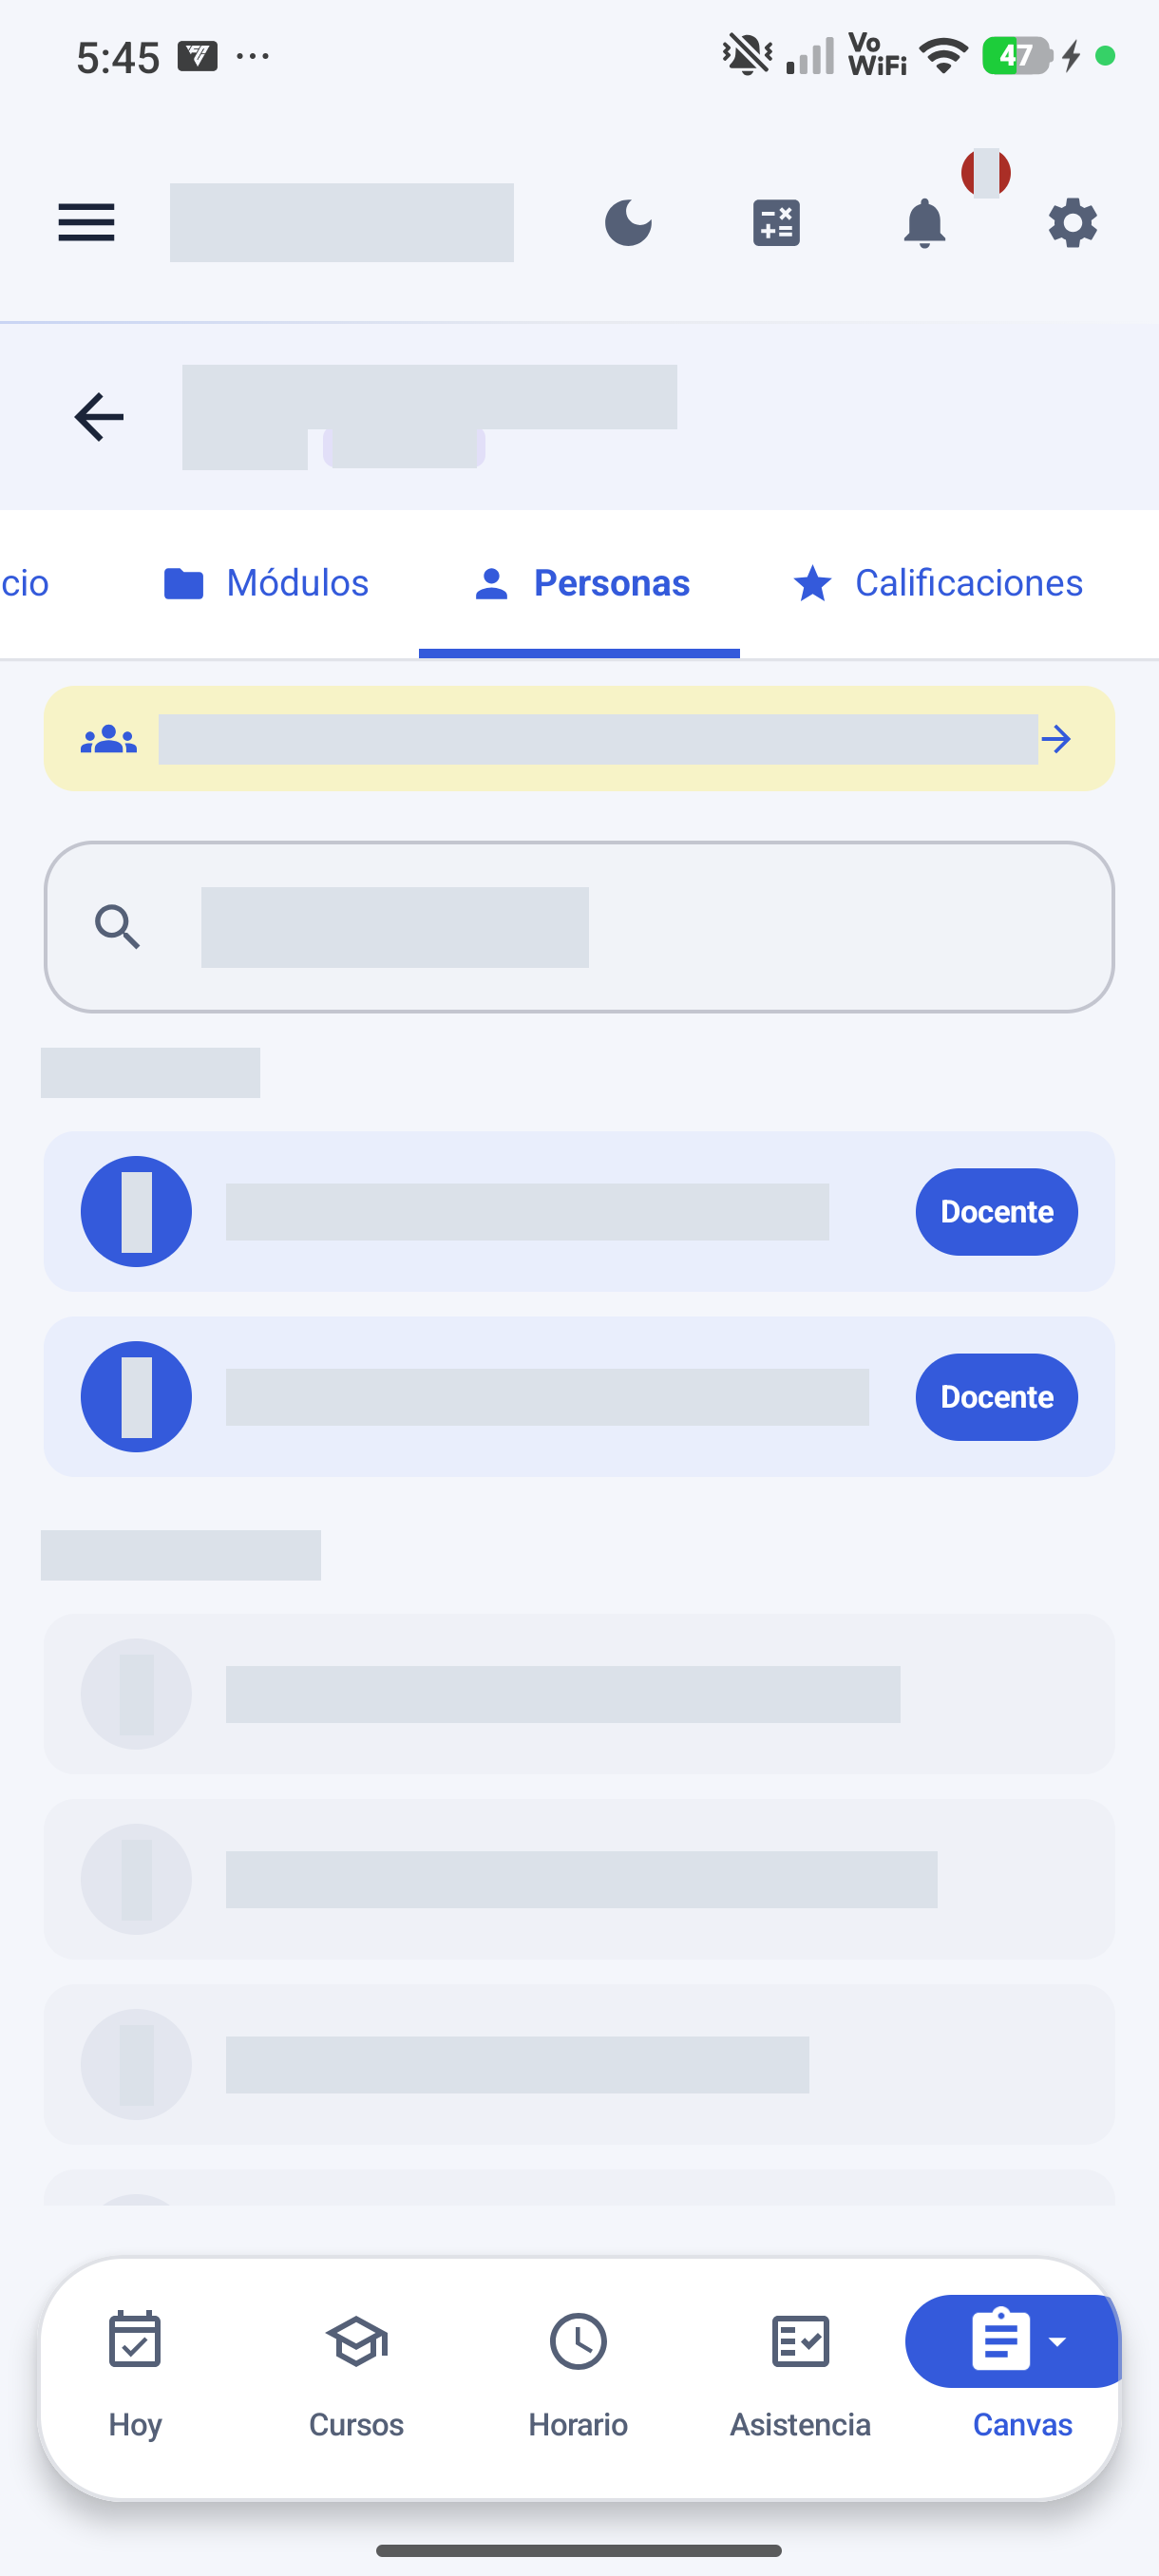 5:45 ...
Vo
WiFi
47
cio Módulos Personas Calificaciones
Docente
Docente
Hoy Cursos Horario Asistencia Canvas